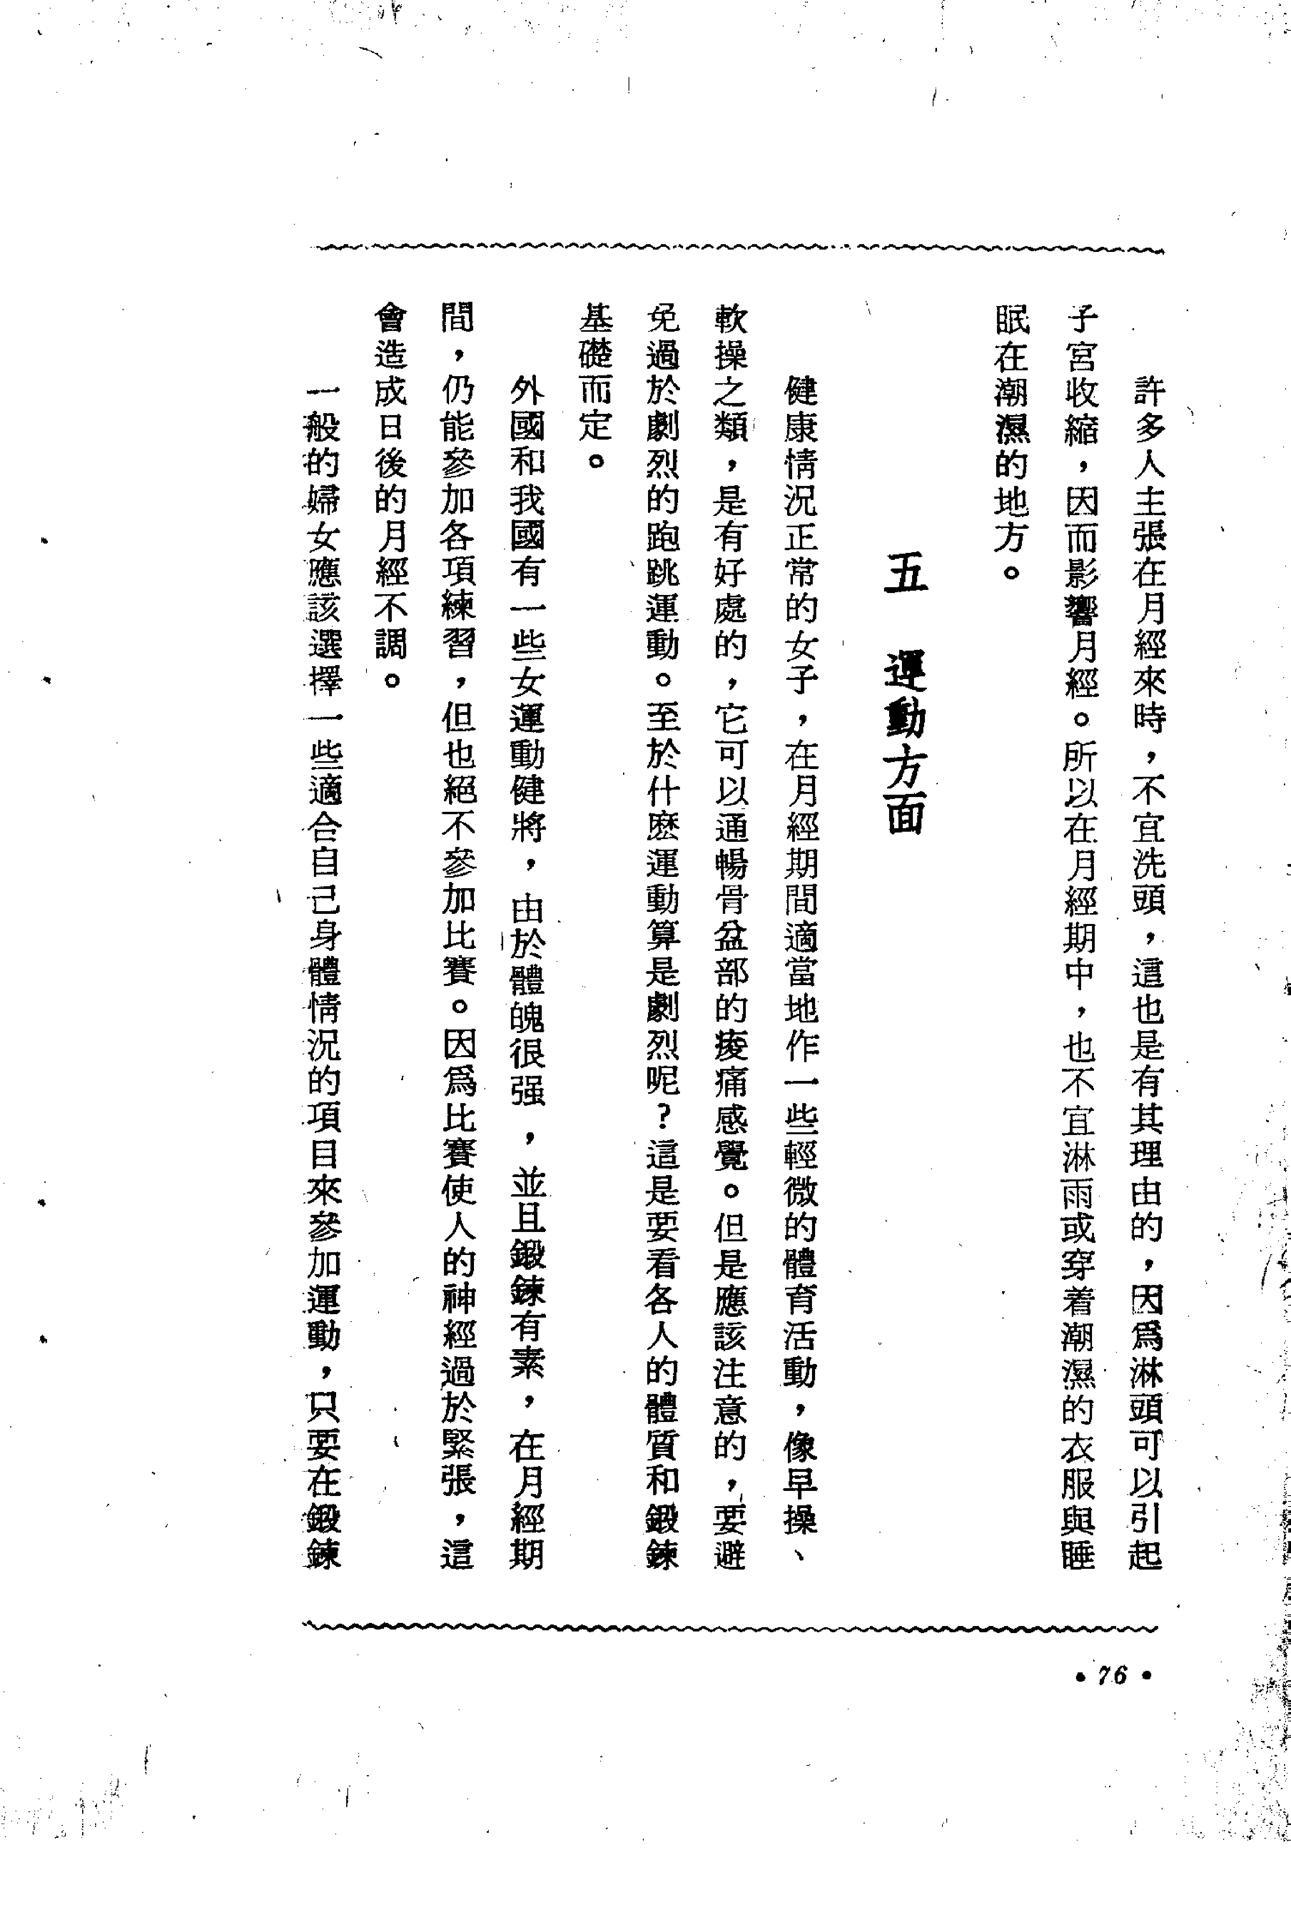 許多人主張在月經來時，不宜洗頭，這也是有其理由的，因爲淋頭可以引起
子宮收縮，因而影響月經。所以在月經期中，也不宜淋雨或穿着潮濕的衣服與睡
眠在潮濕的地方。
五　運動方面
健康情況正常的女子，在月經期間適當地作一些輕微的體育活動，像早操、
軟操之類，是有好處的，它可以通暢骨盆部的痠痛感覺。但是應該注意的，要避
免過於劇烈的跑跳運動。至於什麽運動算是劇烈呢？這是要看各人的體質和鍛鍊
基礎而定。
外國和我國有一些女運動健將，由於體魄很强，並且鍛鍊有素，在月經期
間，仍能參加各項練習，但也絕不參加比賽。因爲比賽使人的神經過於緊張，這
會造成日後的月經不調。
一般的婦女應該選擇一些適合自己身體情況的項目來參加運動，只要在鍛鍊
•76•